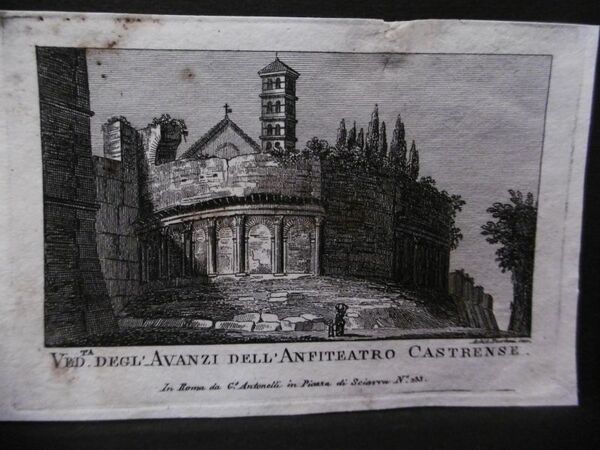 VED.TA DEGL'AVANZI DELL'ANFITEATRO CASTRENSE.
In Roma da G. Antonelli in Piazza di Sciarra N.° 233.